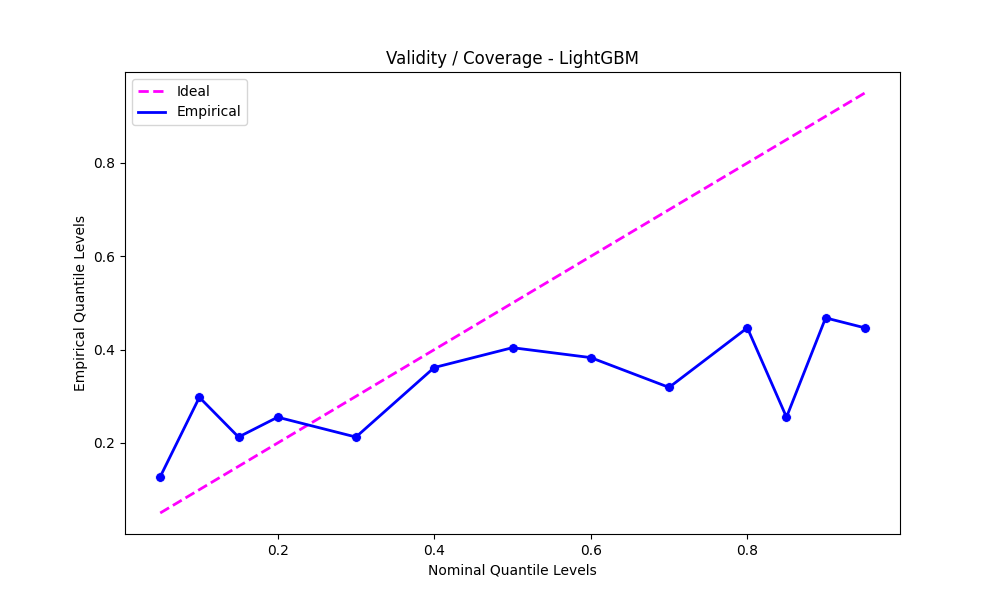 Validity / Coverage - LightGBM
Ideal
Empirical
Empirical Quantile Levels
0.8
0.6
0.4
0.2
0.2 0.4 0.6 0.8
Nominal Quantile Levels